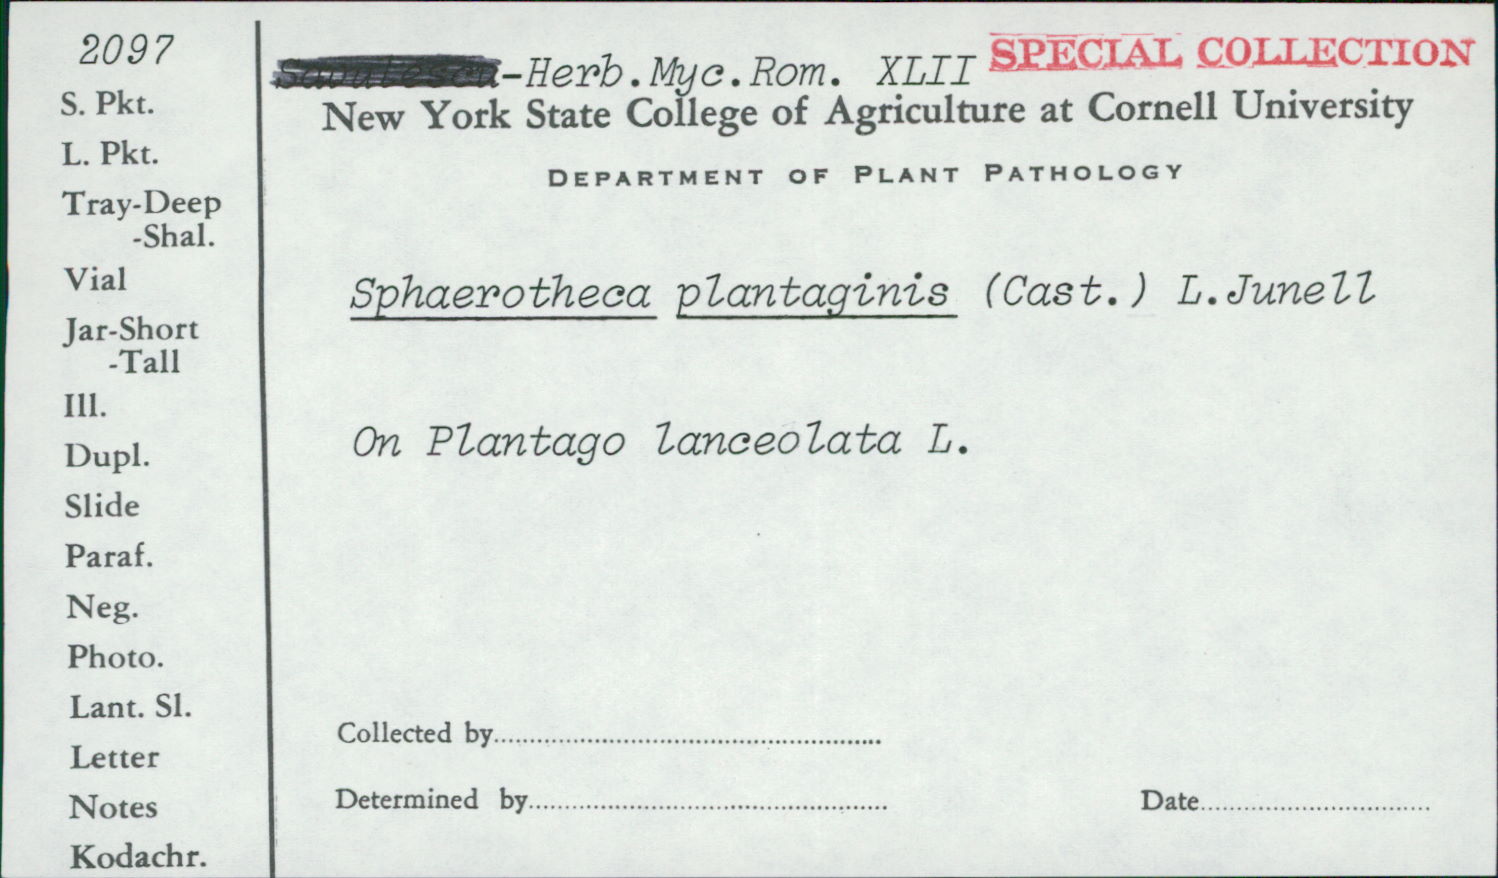 2097
S. Pkt.
L. Pkt.
Tray-Deep
-Shal.
Vial
Jar-Short
-Tall
Ill.
Dupl.
Slide
Paraf.
Neg.
Photo.
Lant. Sl.
Letter
Notes
Kodachr.
-Herb.Myc.Rom. XLII SPECIAL COLLECTION
New York State College of Agriculture at Cornell University
DEPARTMENT OF PLANT PATHOLOGY
Sphaerotheca plantaginis (Cast.) L.Junell
On Plantago lanceolata L.
Collected by
Determined by
Date